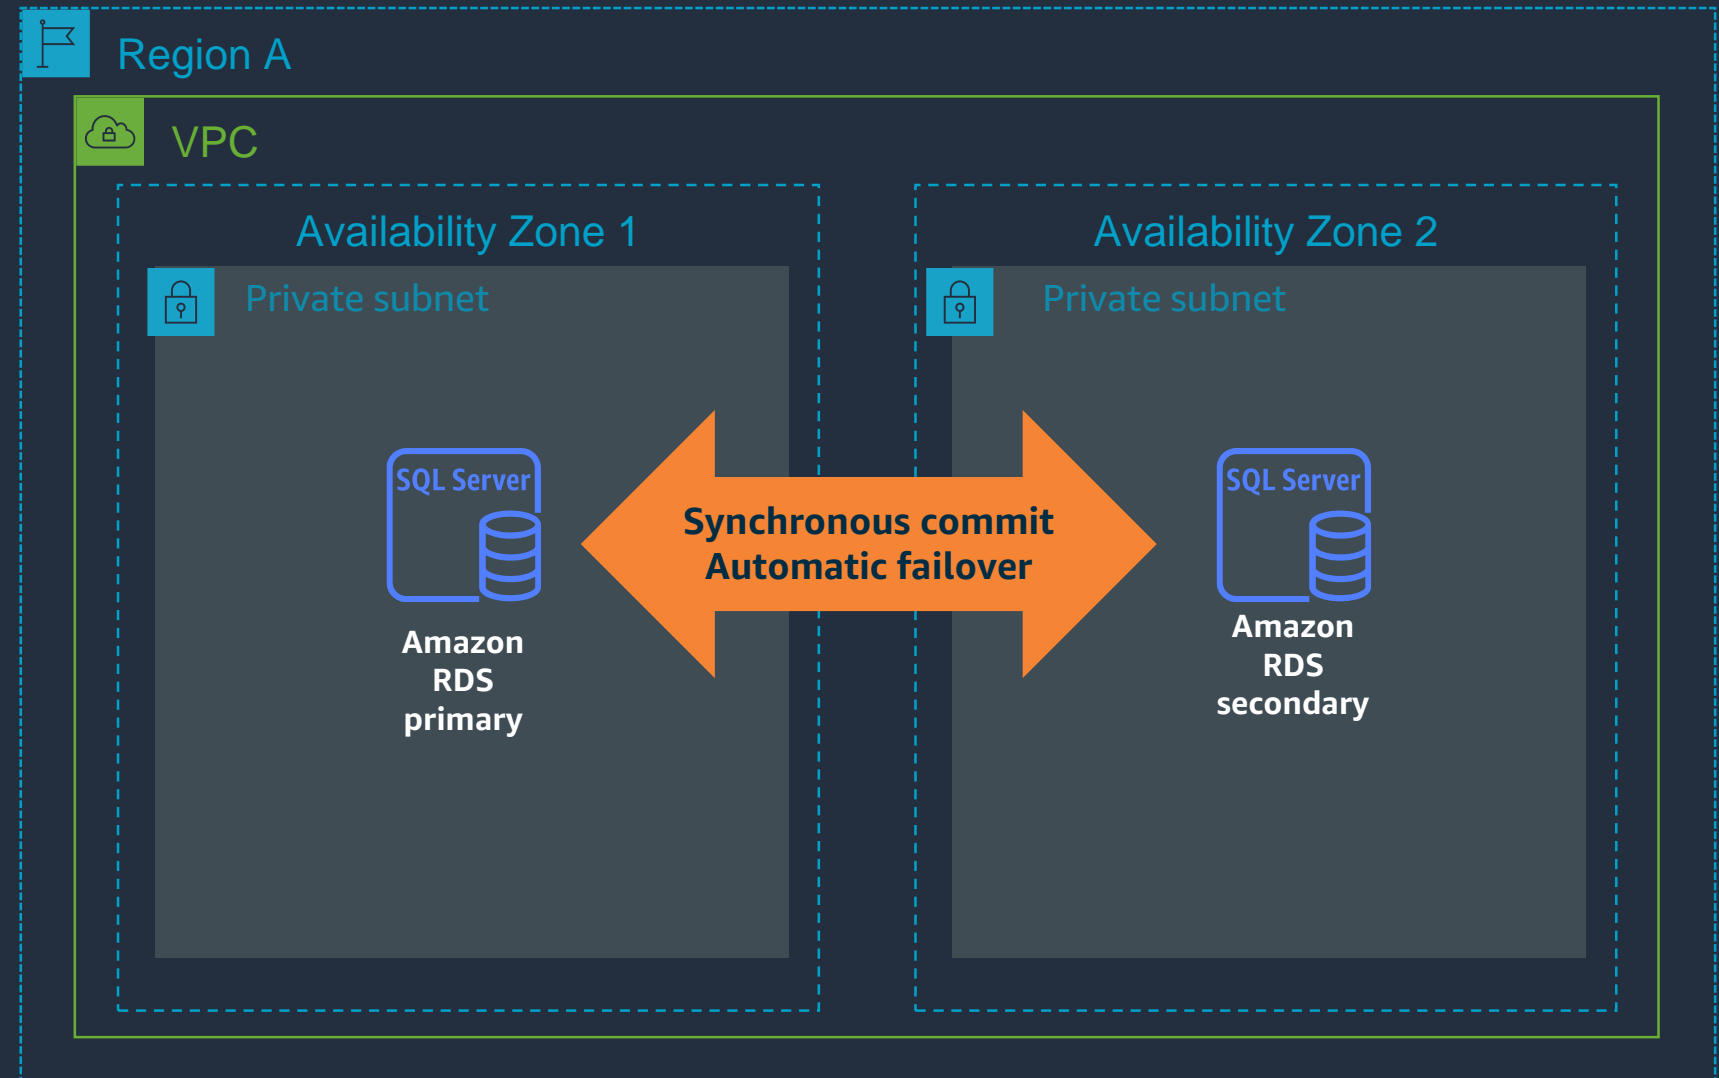 Region A
VPC
Availability Zone 1
Private subnet
SQL Server
Amazon
RDS
primary
Synchronous commit
Automatic failover
Availability Zone 2
Private subnet
SQL Server
Amazon
RDS
secondary